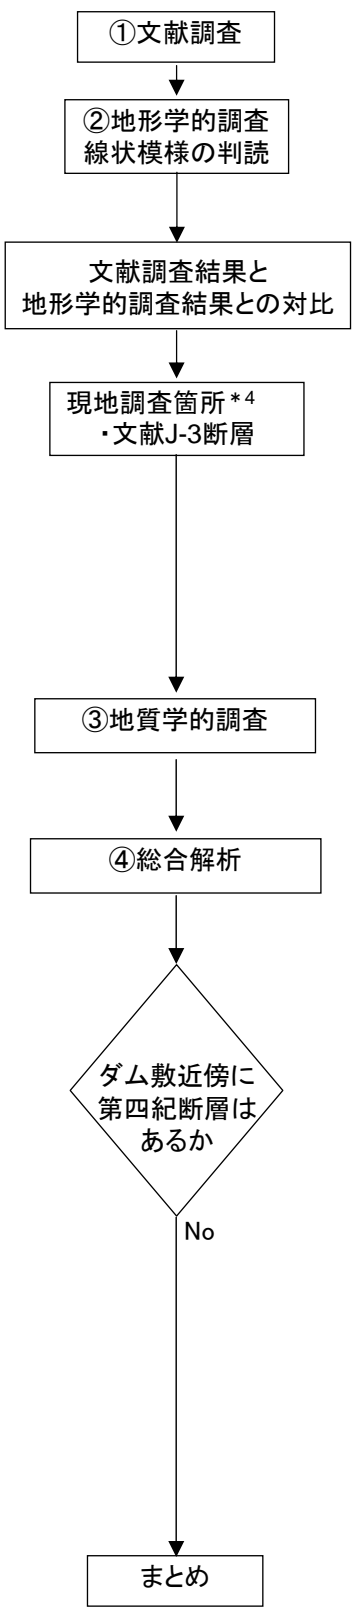 ①文献調査
②地形学的調査
線状模様の判読
文献調査結果と
地形学的調査結果との対比
現地調査箇所*4
・文献J-3断層
③地質学的調査
④総合解析
ダム敷近傍に
第四紀断層は
あるか
No
まとめ